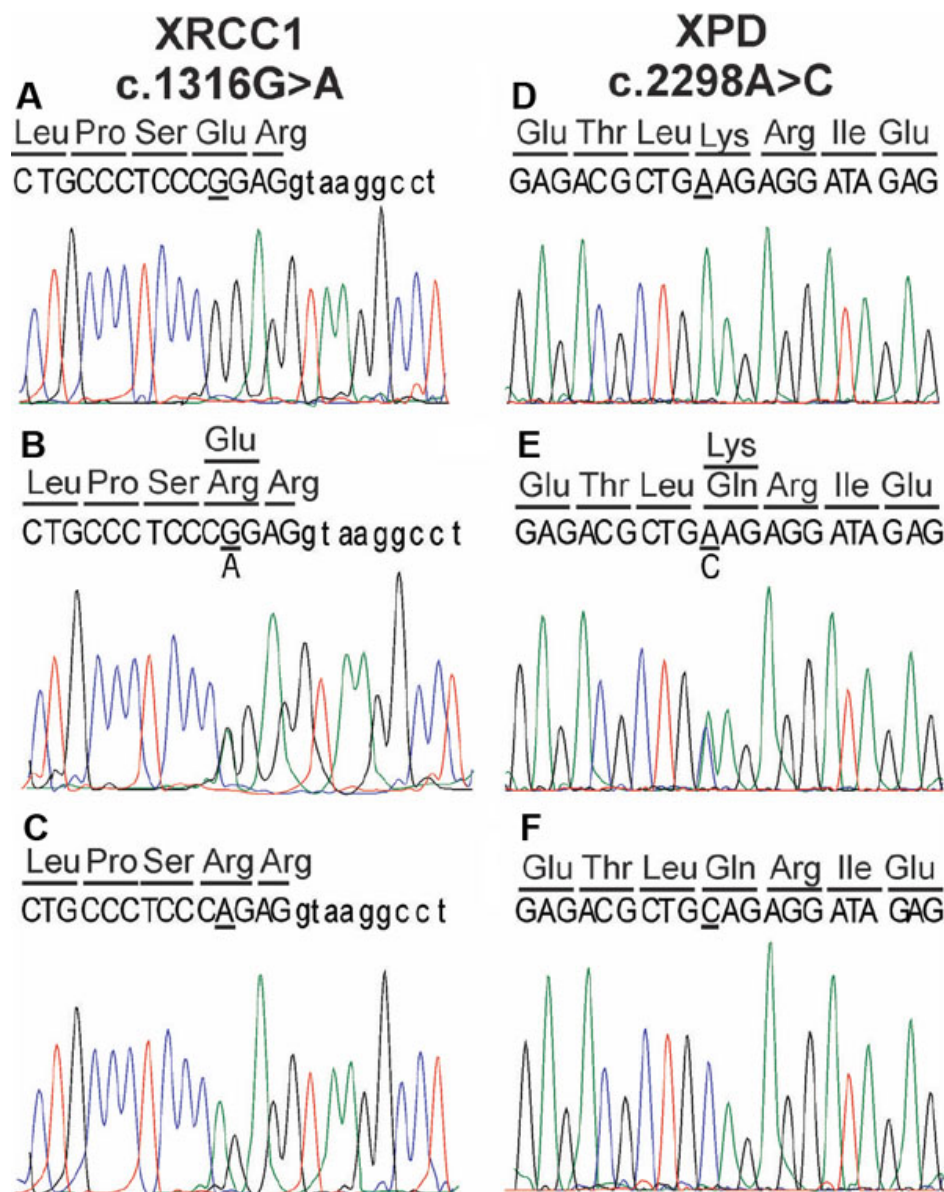 XRCC1
c.1316G>A
A
Leu Pro Ser Glu Arg
CTGCCCTCCCGGAGgtaaggcct
B
Glu
Leu Pro Ser Arg Arg
CTGCCCTCCCGGAGgtaaggcct
A
C
Leu Pro Ser Arg Arg
CTGCCCTCCCAGAGgtaaggcct
XPD
c.2298A>C
D
Glu Thr Leu Lys Arg Ile Glu
GAGACGCTGAAGAGGATAGAG
E
Lys
Glu Thr Leu Gln Arg Ile Glu
GAGACGCTGAAGAGGATAGAG
C
F
Glu Thr Leu Gln Arg Ile Glu
GAGACGCTGCAGAGGATAGAG